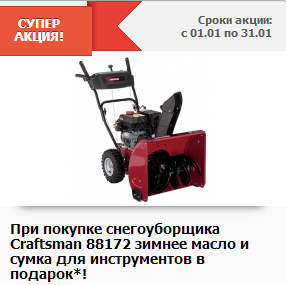 СУПЕР
АКЦИЯ!
Сроки акции:
с 01.01 по 31.01
При покупке снегоуборщика
Craftsman 88172 зимнее масло и
сумка для инструментов в
подарок*!